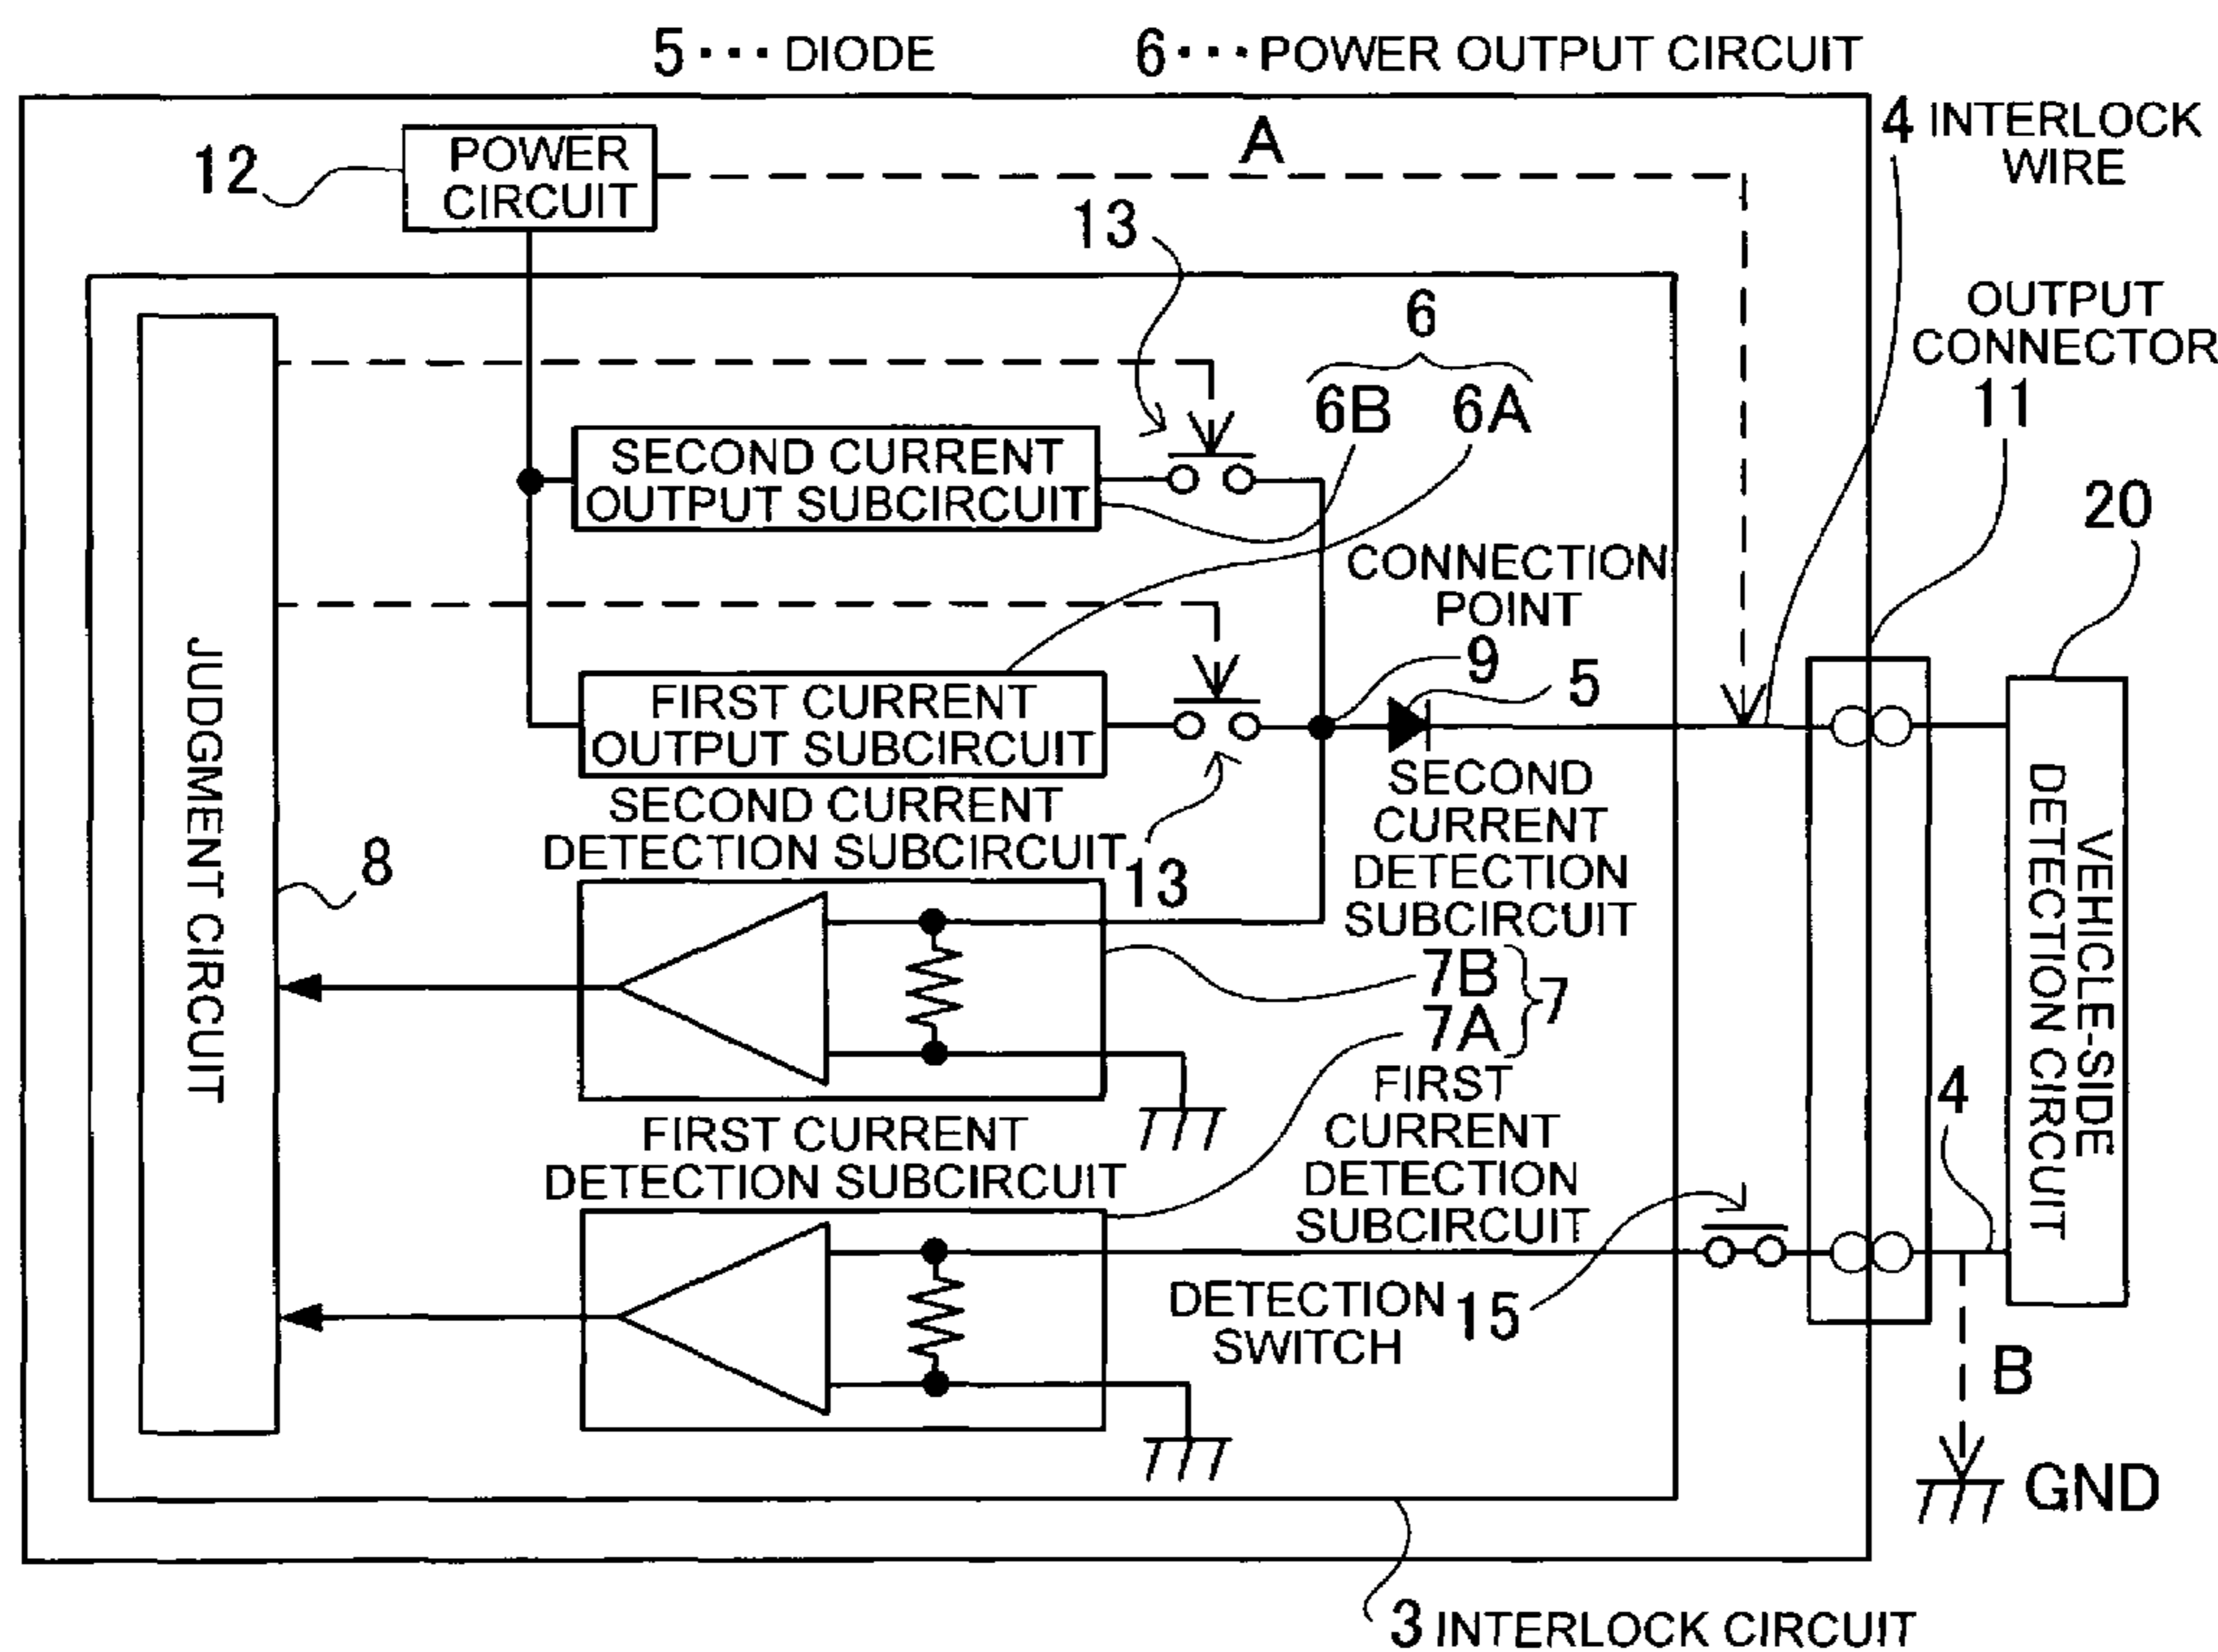 5 ··· DIODE
6 ··· POWER OUTPUT CIRCUIT
4 INTERLOCK
WIRE
12
POWER
CIRCUIT
A
13
OUTPUT
CONNECTOR
11
6
6B 6A
SECOND CURRENT
OUTPUT SUBCIRCUIT
20
CONNECTION
POINT
9
5
FIRST CURRENT
OUTPUT SUBCIRCUIT
JUDGMENT CIRCUIT
8
SECOND CURRENT
DETECTION SUBCIRCUIT
13
SECOND
CURRENT
DETECTION
SUBCIRCUIT
7B
7A
7
FIRST
CURRENT
DETECTION
SUBCIRCUIT
VEHICLE-SIDE
DETECTION CIRCUIT
4
FIRST CURRENT
DETECTION SUBCIRCUIT
DETECTION
SWITCH
15
B
GND
3 INTERLOCK CIRCUIT